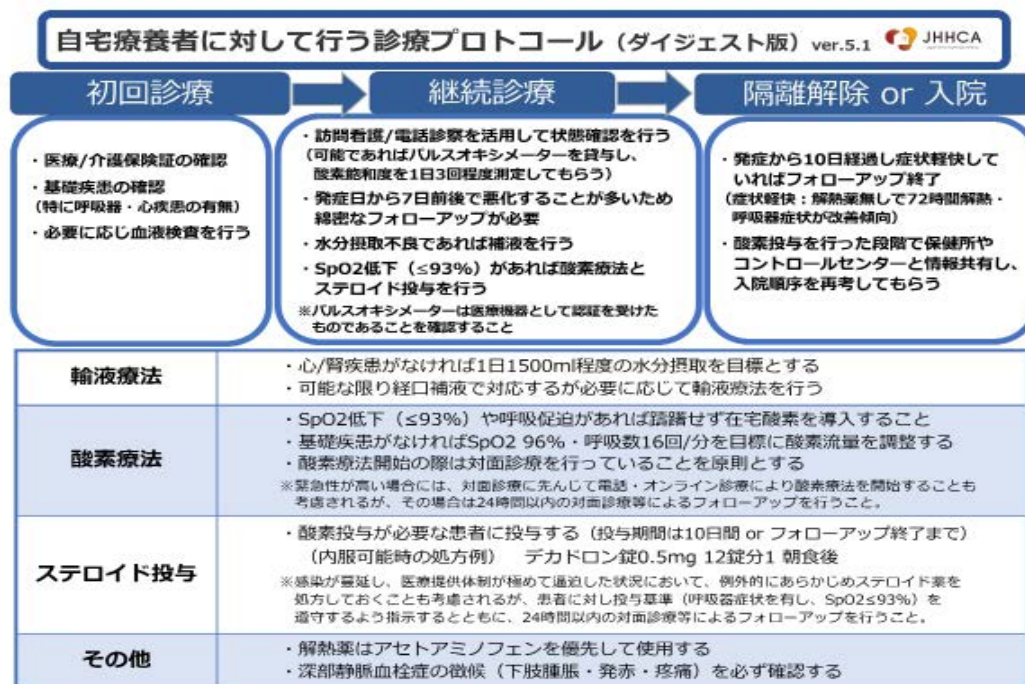 自宅療養者に対して行う診療プロトコール（ダイジェスト版）ver.5.1 JHHCA
初回診療
継続診療
隔離解除 or 入院
・医療/介護保険証の確認
・基礎疾患の確認
（特に呼吸器・心疾患の有無）
・必要に応じ血液検査を行う
・訪問看護/電話診察を活用して状態確認を行う
（可能であればパルスオキシメーターを貸与し、
酸素飽和度を1日3回程度測定してもらう）
・発症日から7日前後で悪化することが多いため
綿密なフォローアップが必要
・水分摂取不良であれば補液を行う
・SpO2低下（≤93%）があれば酸素療法と
ステロイド投与を行う
※パルスオキシメーターは医療機器として認証を受けた
ものであることを確認すること
・発症から10日経過し症状軽快して
いればフォローアップ終了
（症状軽快：解熱薬無しで72時間解熱・
呼吸器症状が改善傾向）
・酸素投与を行った段階で保健所や
コントロールセンターと情報共有し、
入院順序を再考してもらう
輸液療法
・心/腎疾患がなければ1日1500ml程度の水分摂取を目標とする
・可能な限り経口補液で対応するが必要に応じて輸液療法を行う
酸素療法
・SpO2低下（≤93%）や呼吸促迫があれば躊躇せず在宅酸素を導入すること
・基礎疾患がなければSpO2 96%・呼吸数16回/分を目標に酸素流量を調整する
・酸素療法開始の際は対面診療を行っていることを原則とする
※緊急性が高い場合には、対面診療に先んじて電話・オンライン診療により酸素療法を開始することも
考慮されるが、その場合は24時間以内の対面診療等によるフォローアップを行うこと。
ステロイド投与
・酸素投与が必要な患者に投与する（投与期間は10日間 or フォローアップ終了まで）
（内服可能時の処方例） デカドロン錠0.5mg 12錠分1 朝食後
※感染が蔓延し、医療提供体制が極めて逼迫した状況において、例外的にあらかじめステロイド薬を
処方しておくことも考慮されるが、患者に対し投与基準（呼吸器症状を有し、SpO2≤93%）を
遵守するよう指示するとともに、24時間以内の対面診療等によるフォローアップを行うこと。
その他
・解熱薬はアセトアミノフェンを優先して使用する
・深部静脈血栓症の徴候（下肢腫脹・発赤・疼痛）を必ず確認する